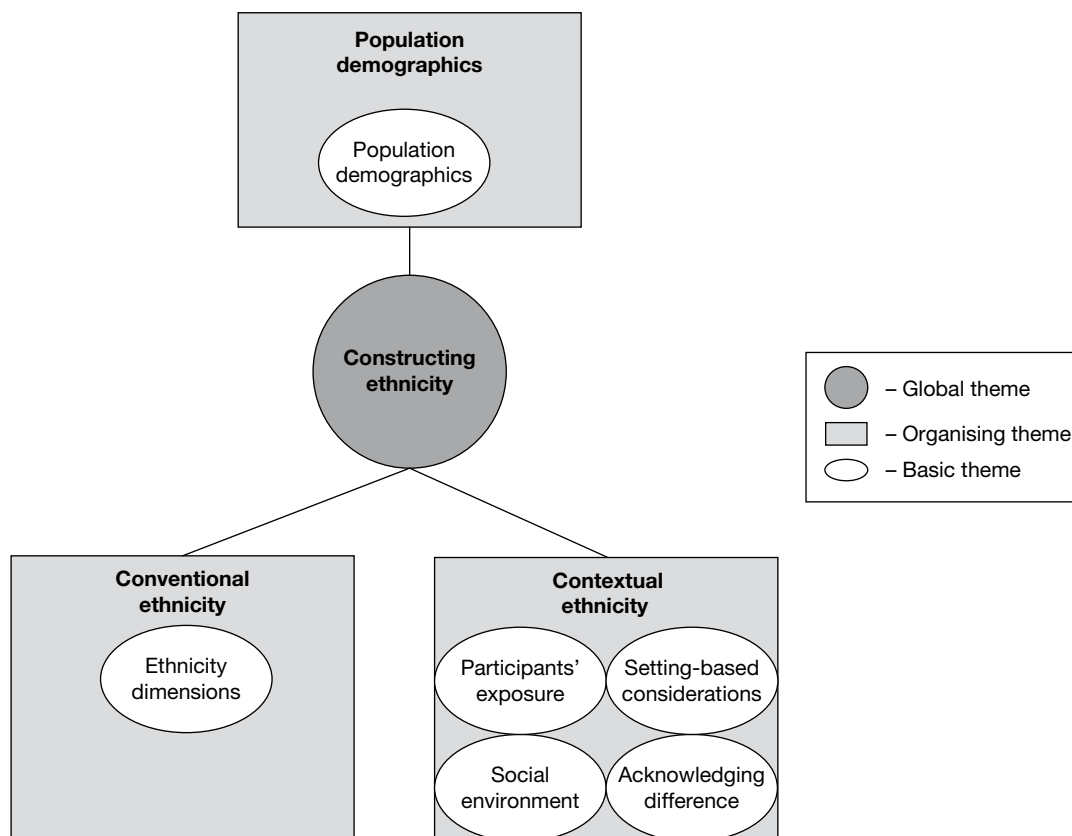 Population
demographics
Population
demographics
Constructing
ethnicity
– Global theme
– Organising theme
– Basic theme
Conventional
ethnicity
Ethnicity
dimensions
Contextual
ethnicity
Participants’
exposure
Setting-based
considerations
Social
environment
Acknowledging
difference